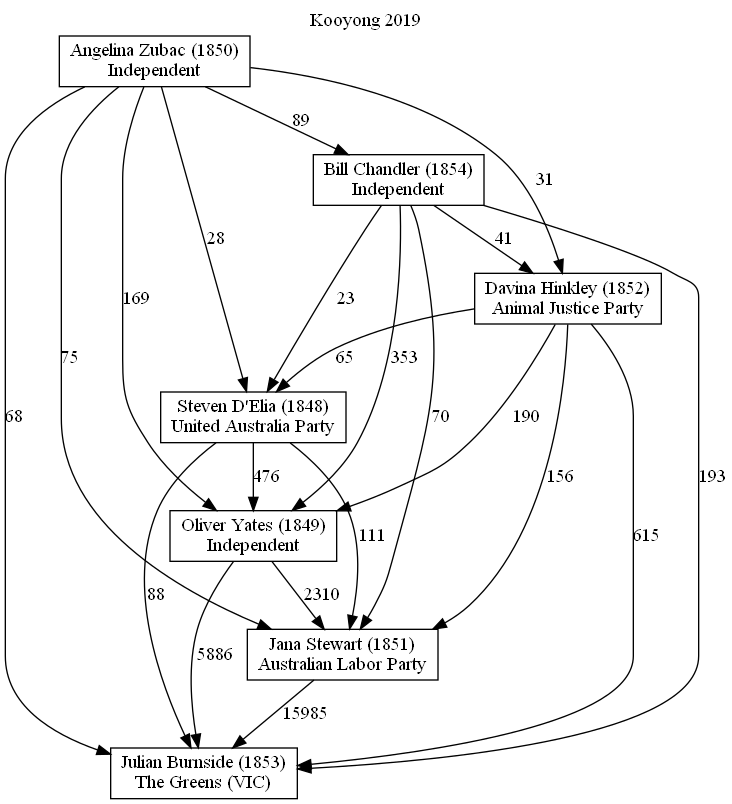 Kooyong 2019
Angelina Zubac (1850)
Independent
89
Bill Chandler (1854)
Independent
31
28
41
Davina Hinkley (1852)
Animal Justice Party
169
23
75
65
353
Steven D'Elia (1848)
United Australia Party
68
70
190
476
156
193
Oliver Yates (1849)
Independent
111
615
88
2310
Jana Stewart (1851)
Australian Labor Party
5886
15985
Julian Burnside (1853)
The Greens (VIC)